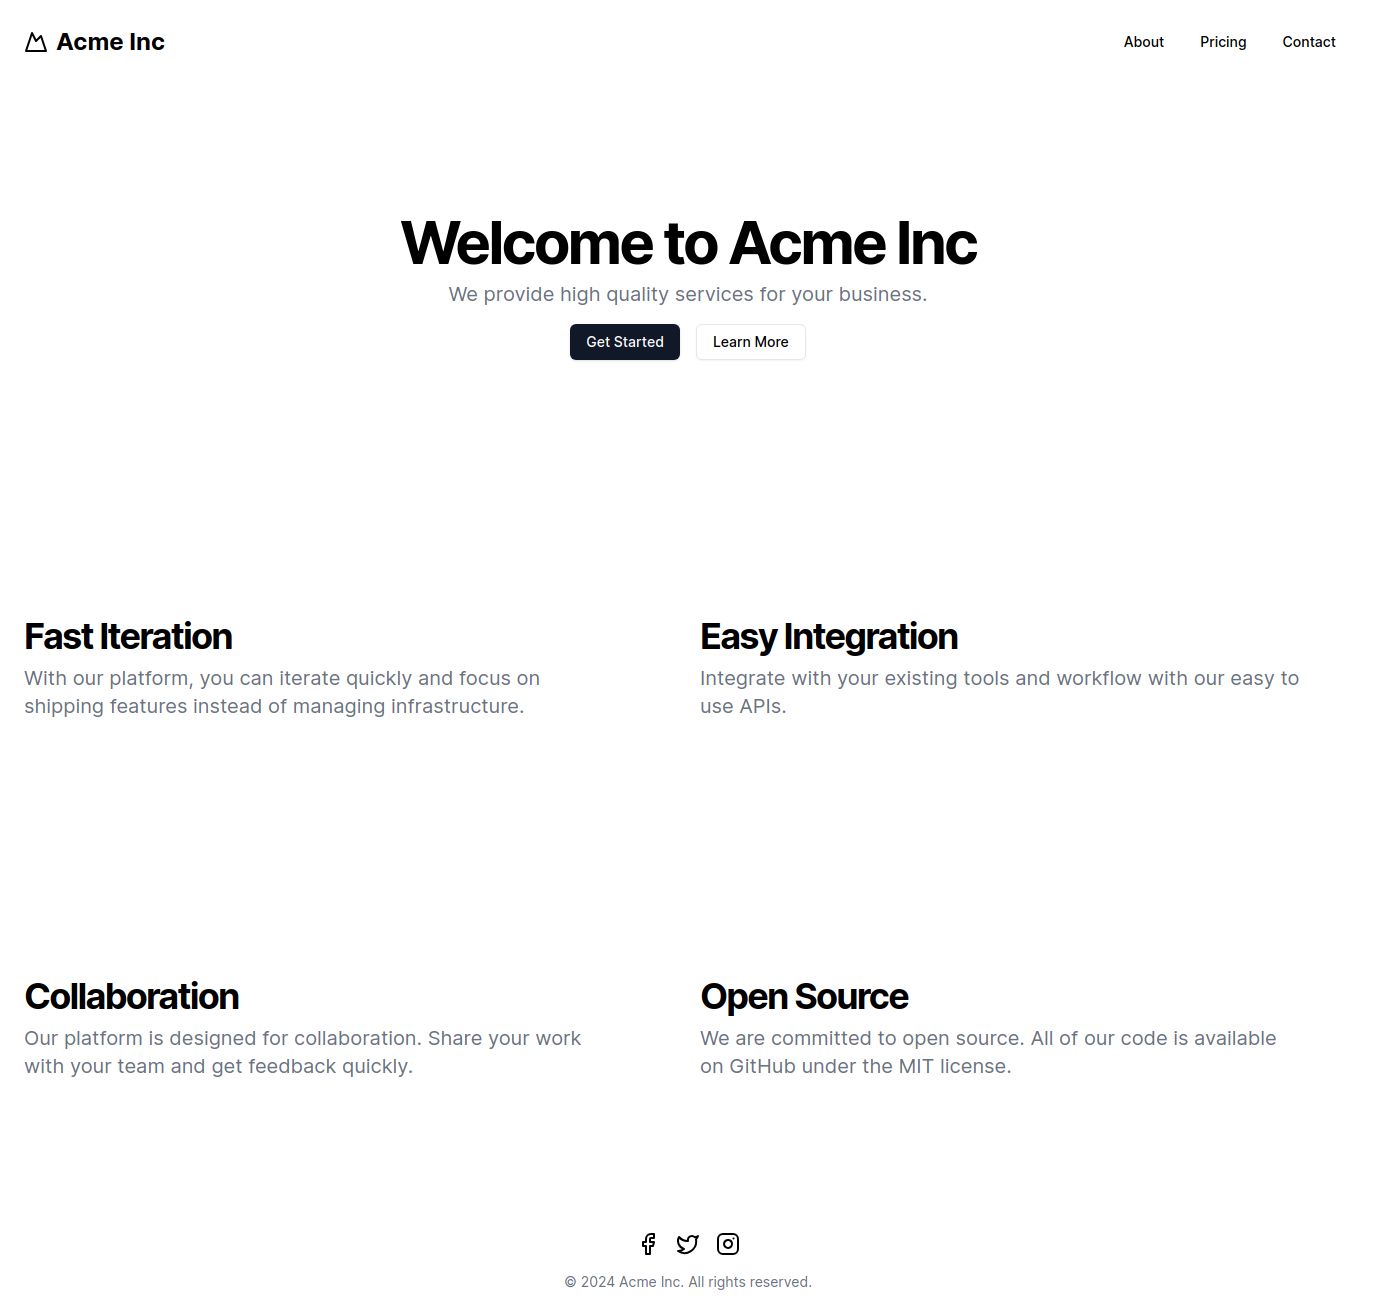 Acme Inc
About
Pricing
Contact
Welcome to Acme Inc
We provide high quality services for your business.
Get Started
Learn More
Fast Iteration
With our platform, you can iterate quickly and focus on
shipping features instead of managing infrastructure.
Easy Integration
Integrate with your existing tools and workflow with our easy to
use APIs.
Collaboration
Our platform is designed for collaboration. Share your work
with your team and get feedback quickly.
Open Source
We are committed to open source. All of our code is available
on GitHub under the MIT license.
© 2024 Acme Inc. All rights reserved.